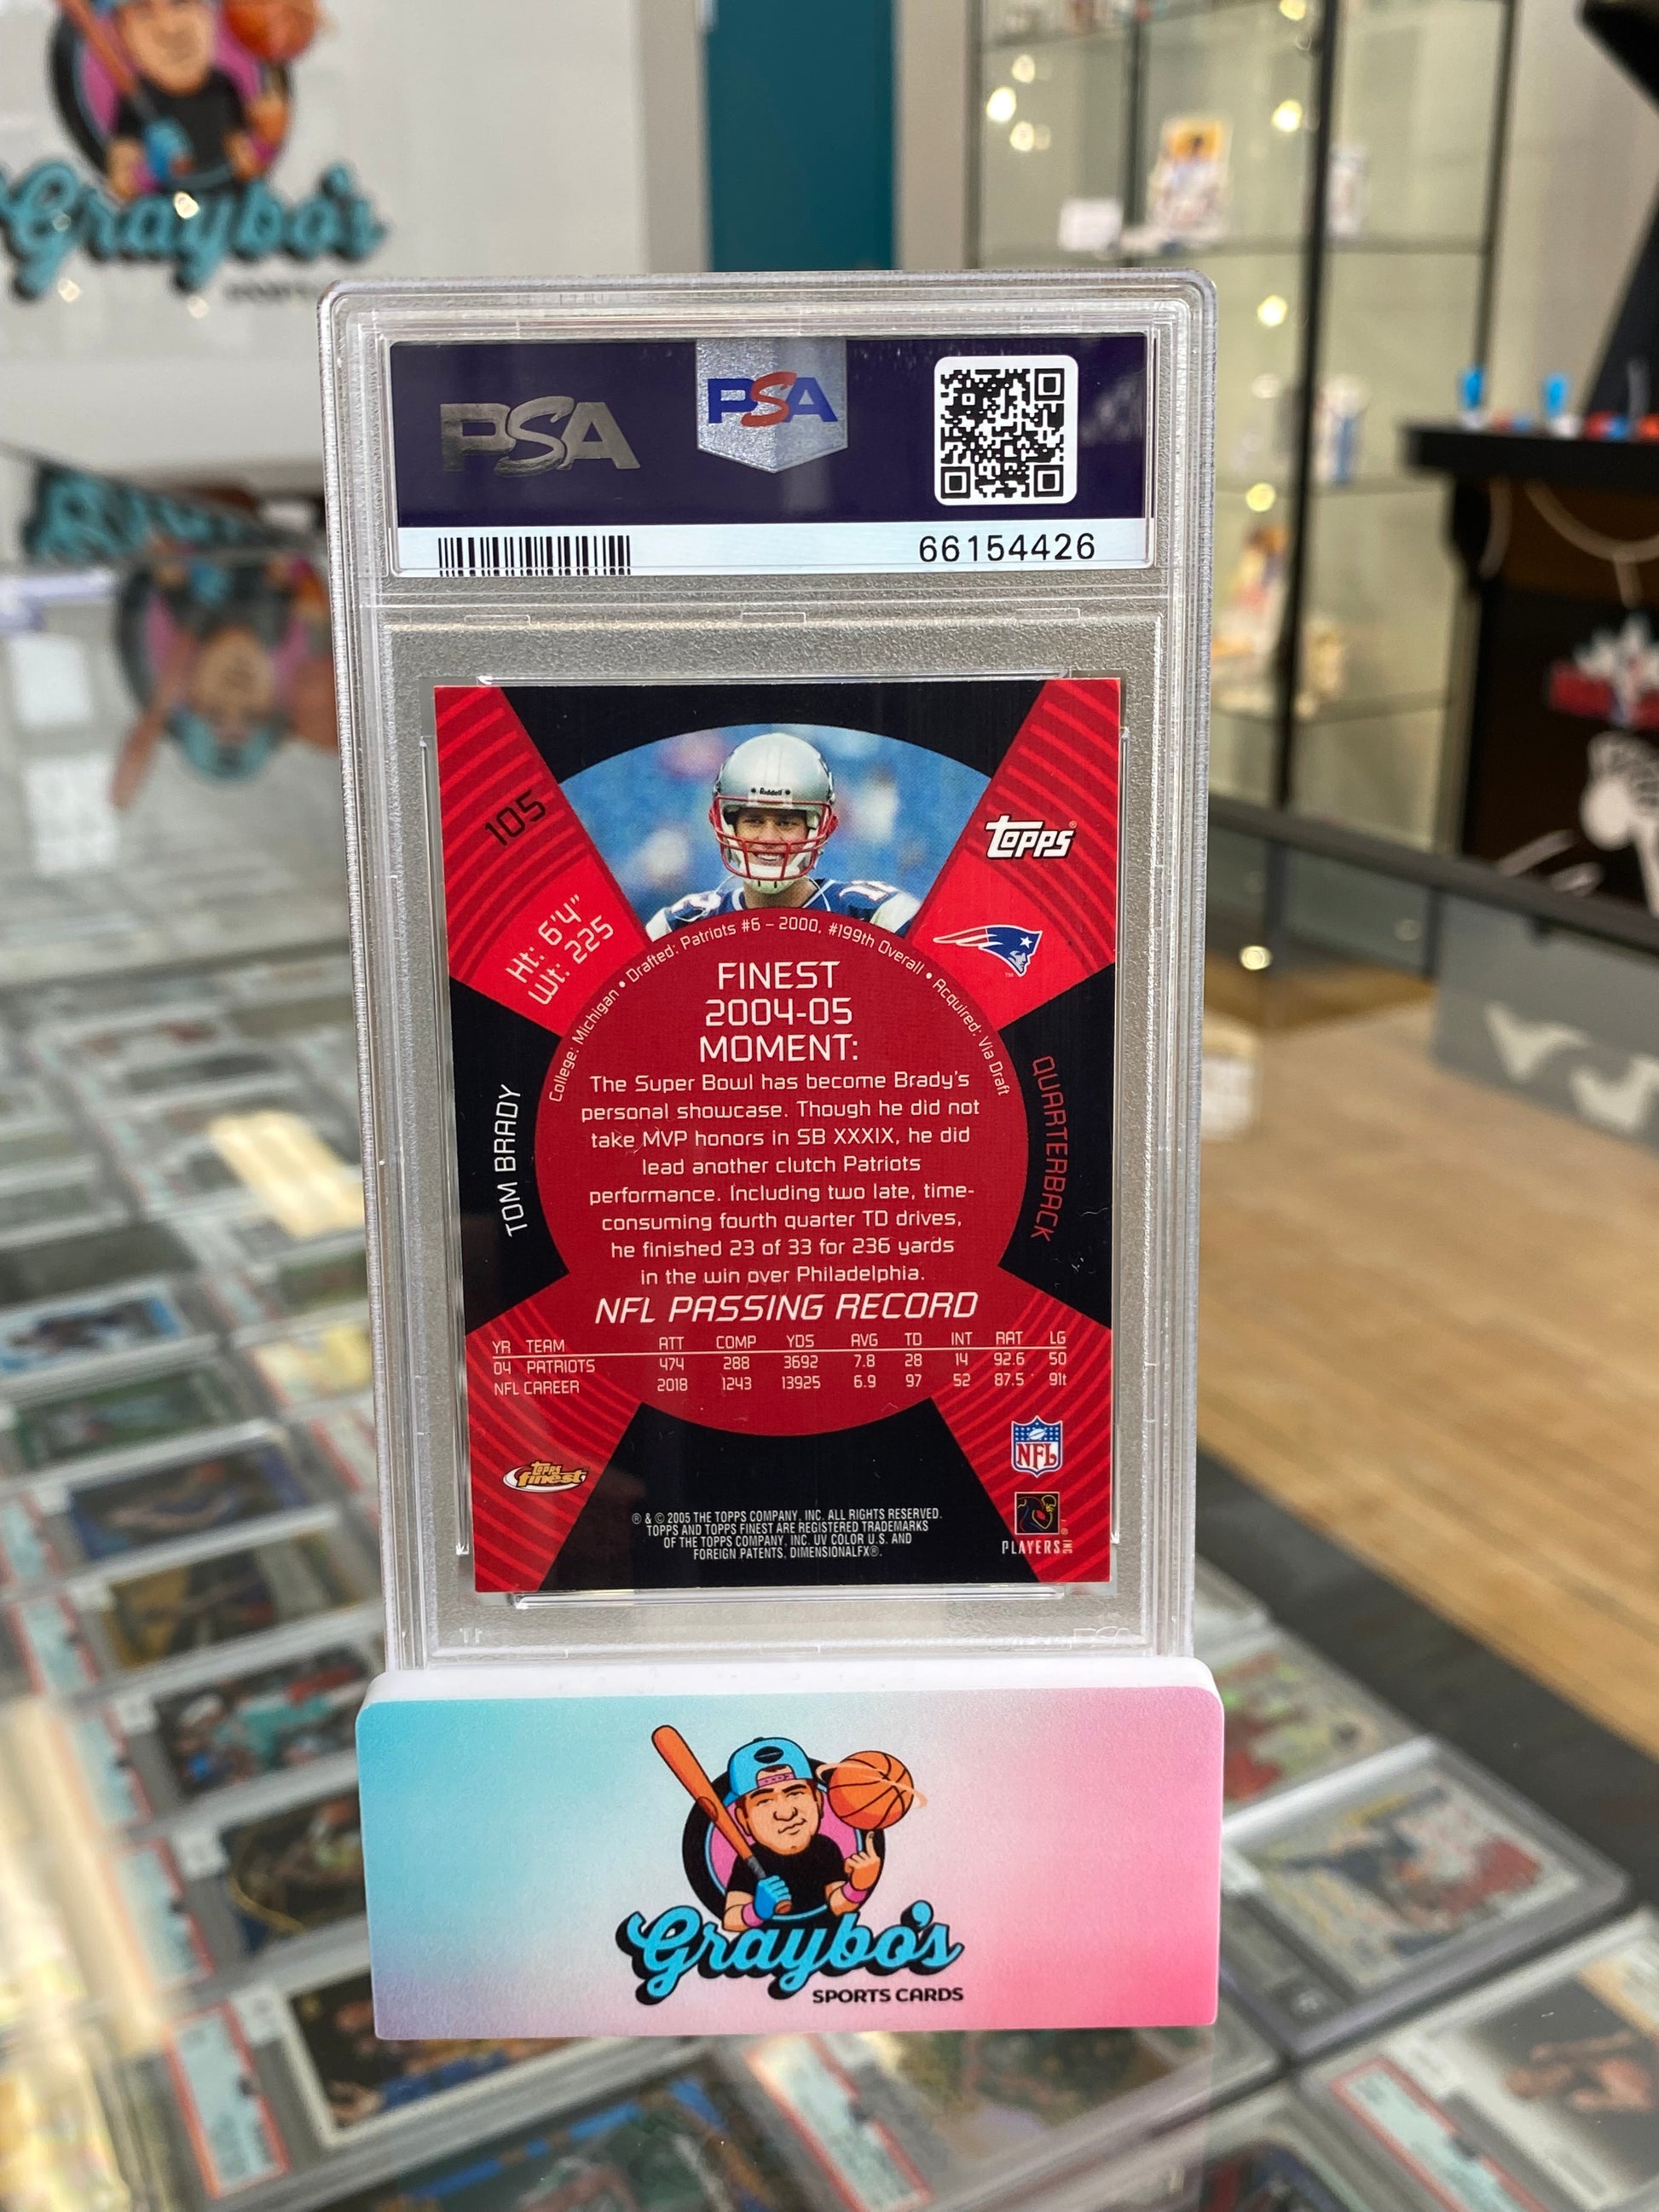 Graybo's
SPORTS
PSA
PSA
66154426
105
Ht: 6'4"
Wt: 225
Riddell
TOPPS
College: Michigan • Drafted: Patriots #6 – 2000, #199th Overall • Acquired: Via Draft
TOM BRADY
QUARTERBACK
FINEST
2004-05
MOMENT:
The Super Bowl has become Brady's
personal showcase. Though he did not
take MVP honors in SB XXXIX, he did
lead another clutch Patriots
performance. Including two late, time-
consuming fourth quarter TD drives,
he finished 23 of 33 for 236 yards
in the win over Philadelphia.
NFL PASSING RECORD
YR TEAM ATT COMP YDS AVG TD INT RAT LG
04 PATRIOTS 474 288 3692 7.8 28 14 92.6 50
NFL CAREER 2018 1243 13925 6.9 97 52 87.5 91t
TOPPS
finest
NFL
PLAYERS INC
® & © 2005 THE TOPPS COMPANY, INC. ALL RIGHTS RESERVED.
TOPPS AND TOPPS FINEST ARE REGISTERED TRADEMARKS
OF THE TOPPS COMPANY, INC. UV COLOR U.S. AND
FOREIGN PATENTS, DIMENSIONALFX®.
Graybo's
SPORTS CARDS